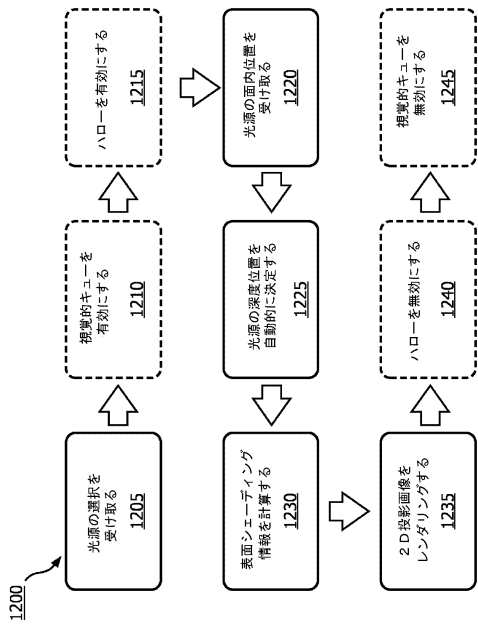 1200
光源の選択を
受け取る
1205
視覚的キューを
有効にする
1210
ハローを有効にする
1215
光源の面内位置を
受け取る
1220
光源の深度位置を
自動的に決定する
1225
表面シェーディング
情報を計算する
1230
2D投影画像を
レンダリングする
1235
ハローを無効にする
1240
視覚的キューを
無効にする
1245